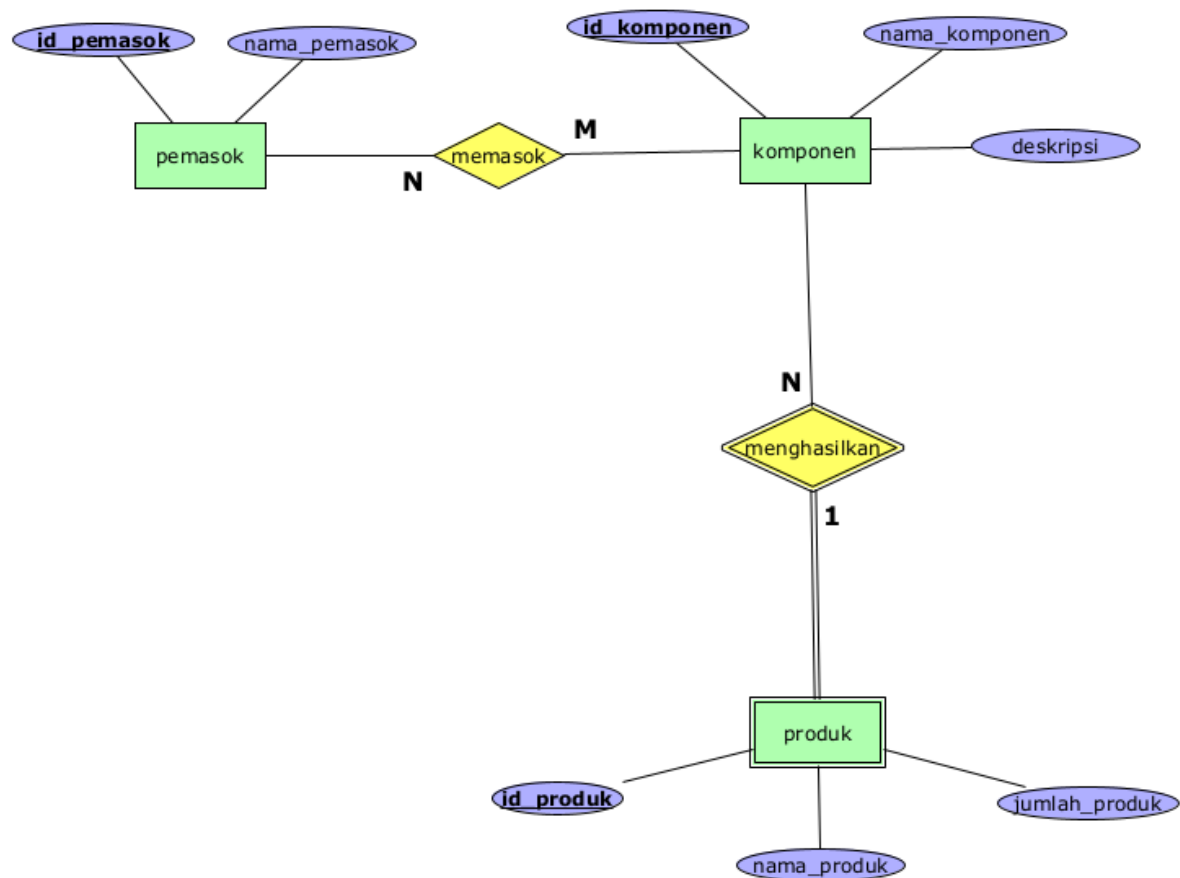 id_pemasok
nama_pemasok
id_komponen
nama_komponen
pemasok
N
memasok
M
komponen
deskripsi
N
menghasilkan
1
produk
id_produk
nama_produk
jumlah_produk